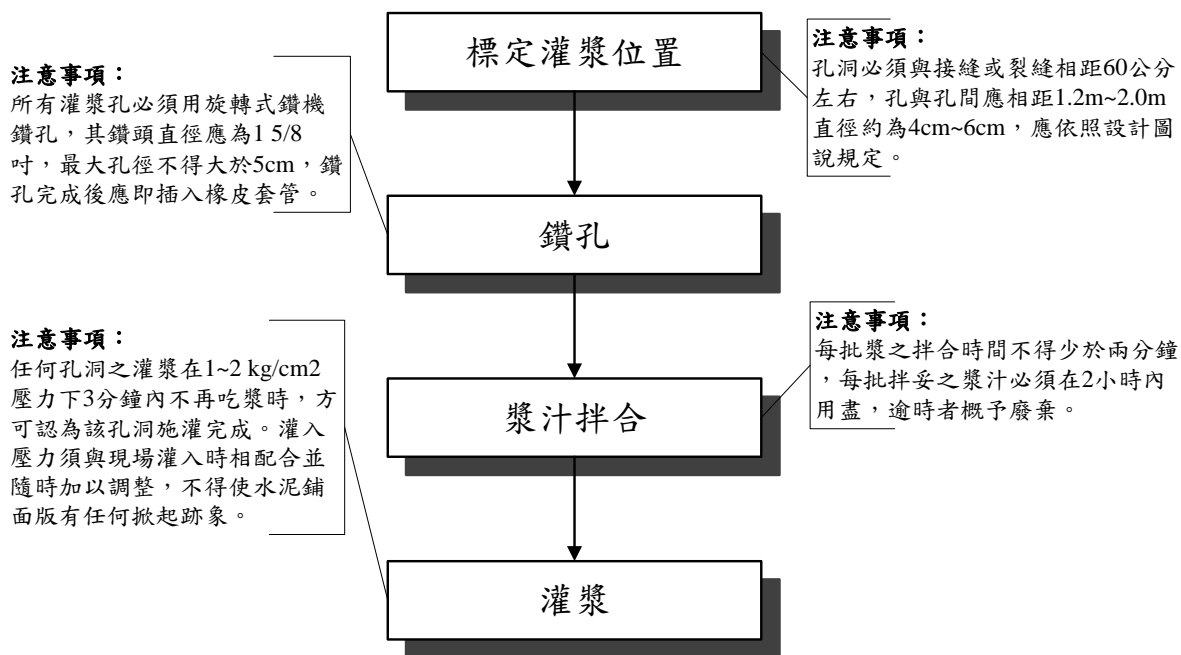 標定灌漿位置
注意事項：
孔洞必須與接縫或裂縫相距60公分
左右，孔與孔間應相距1.2m~2.0m
直徑約為4cm~6cm，應依照設計圖
說規定。
注意事項：
所有灌漿孔必須用旋轉式鑽機
鑽孔，其鑽頭直徑應為1 5/8
吋，最大孔徑不得大於5cm，鑽
孔完成後應即插入橡皮套管。
鑽孔
注意事項：
每批漿之拌合時間不得少於兩分鐘
，每批拌妥之漿汁必須在2小時內
用盡，逾時者概予廢棄。
漿汁拌合
注意事項：
任何孔洞之灌漿在1~2 kg/cm2
壓力下3分鐘內不再吃漿時，方
可認為該孔洞施灌完成。灌入
壓力須與現場灌入時相配合並
隨時加以調整，不得使水泥鋪
面版有任何掀起跡象。
灌漿